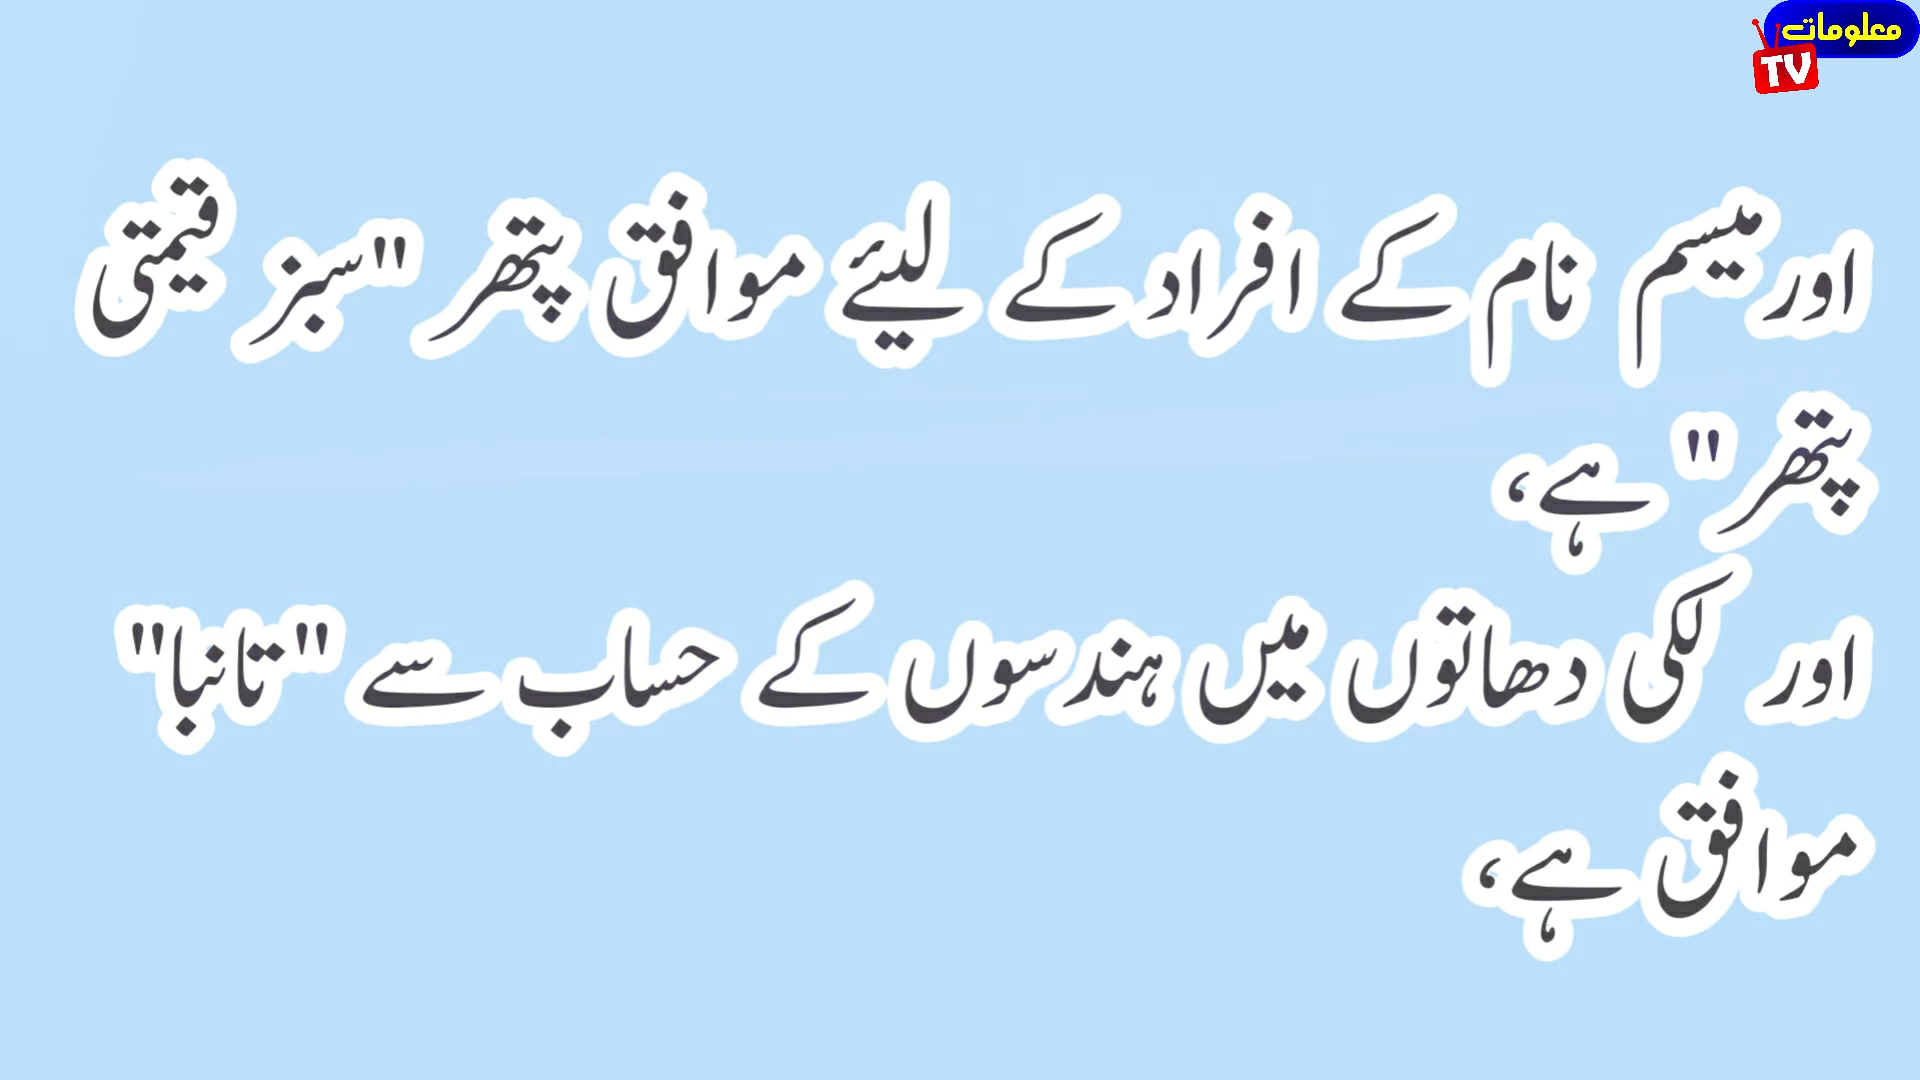 معلومات
TV
اور میسم نام کے افراد کے لیئے موافق پتھر "سبز قیمتی
پتھر" ہے،
اور لکی دھاتوں میں ہندسوں کے حساب سے "تانبا"
موافق ہے،